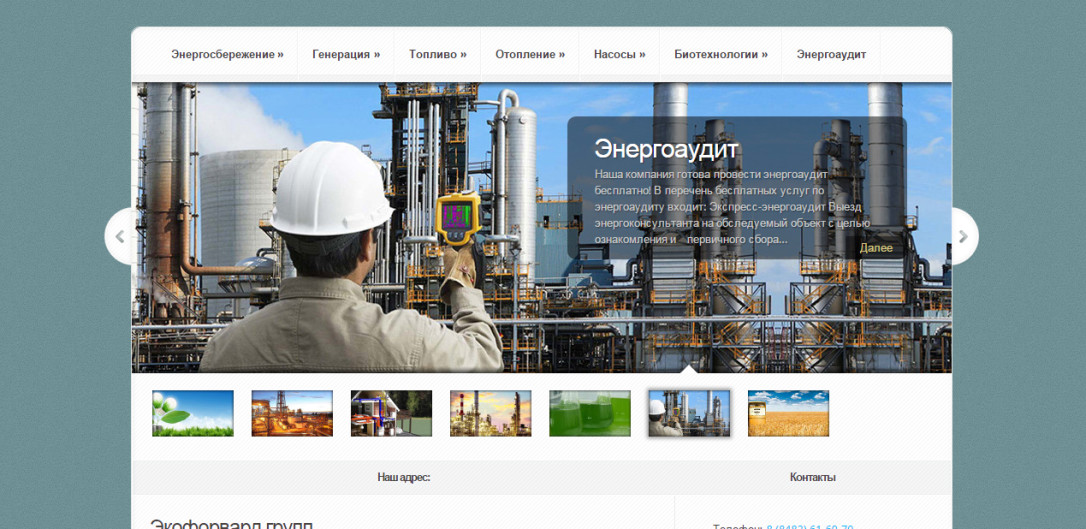 Энергосбережение » Генерация » Топливо » Отопление » Насосы » Биотехнологии » Энергоаудит
Энергоаудит
Наша компания готова провести энергоаудит
бесплатно! В перечень бесплатных услуг по
энергоаудиту входит: Экспресс-энергоаудит Выезд
энергоконсультанта на обследуемый объект с целью
ознакомления и первичного сбора...
Далее
Наш адрес: Контакты
Экофорвард групп
Телефон: 8 (8482) 61-60-79